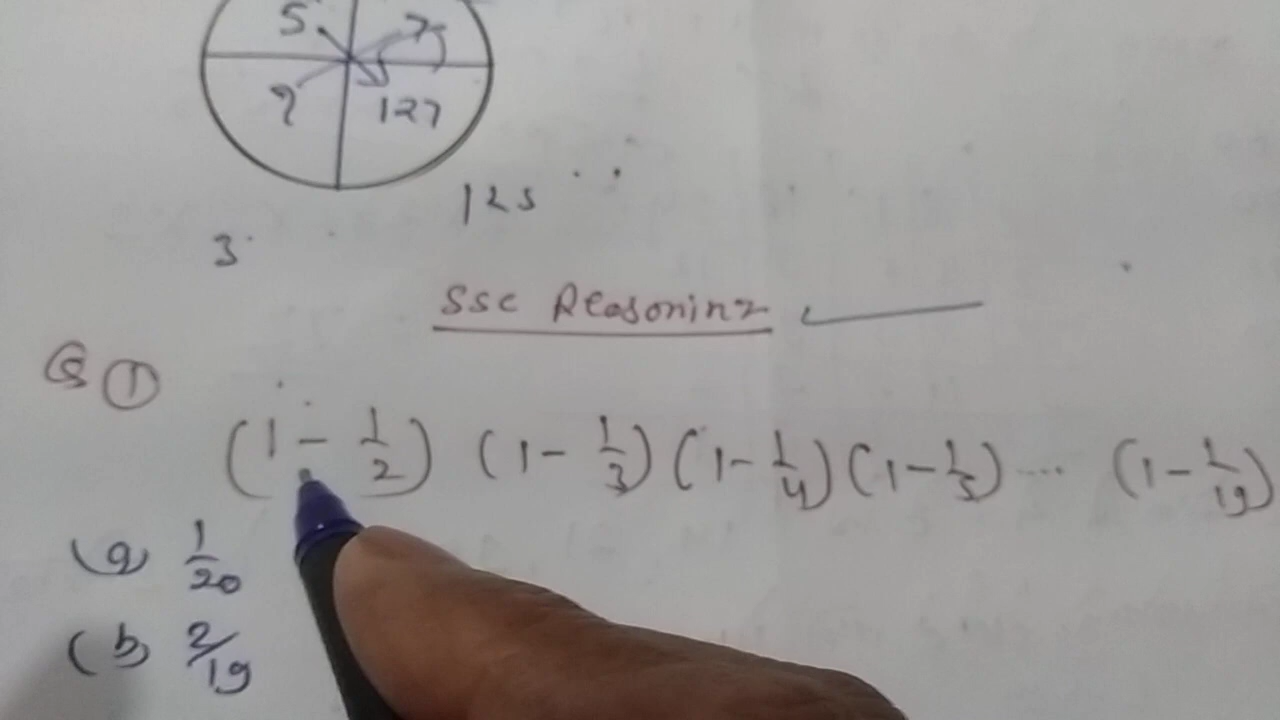 5 7
9 127
125
3
SSC Reasoning
Q ①
(1 - 1/2) (1 - 1/3) (1 - 1/4) (1 - 1/5) ... (1 - 1/19)
(a) 1/20
(b) 2/19